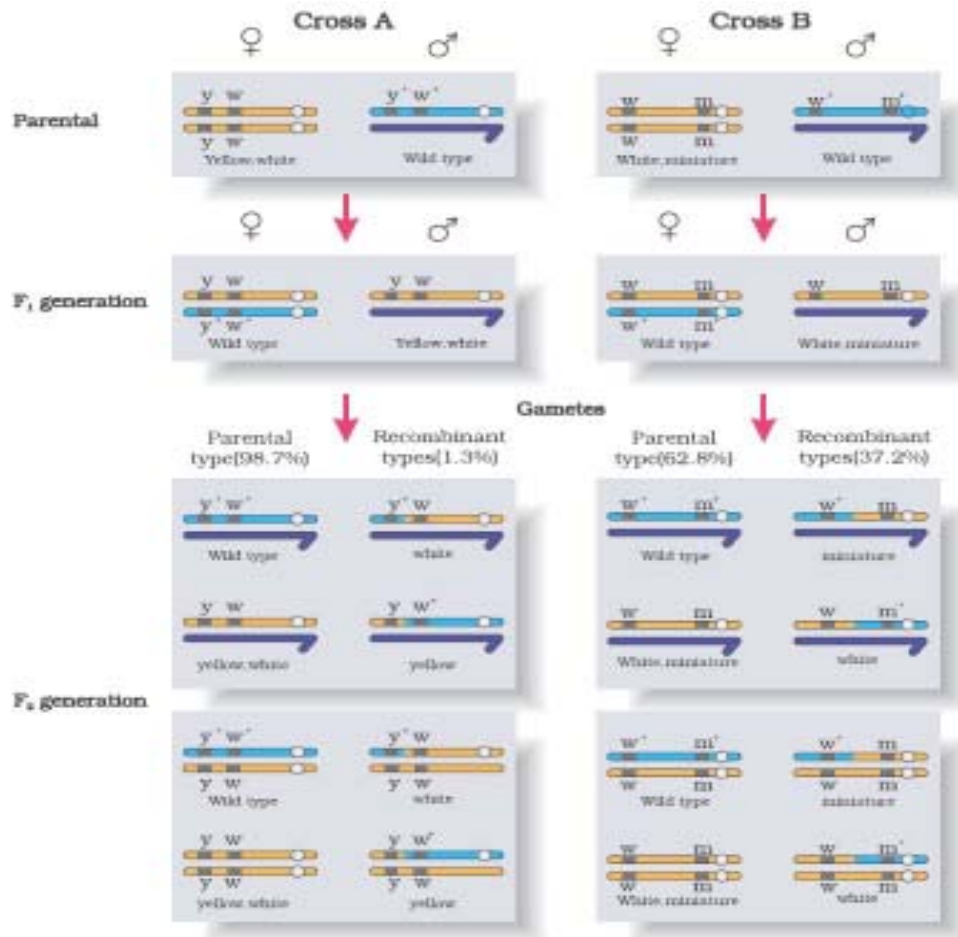 Cross A
Cross B
♀ ♂ ♀ ♂
Parental
y w y⁺ w⁺ w m w⁺ m⁺
y w w m
Yellow,white Wild type White,miniature Wild type
♀ ♂ ♀ ♂
F₁ generation
y w y w w m w m
y⁺ w⁺ w⁺ m⁺
Wild type Yellow,white Wild type White,miniature
Gametes
Parental Recombinant Parental Recombinant
type(98.7%) types(1.3%) type(62.8%) types(37.2%)
y⁺ w⁺ y⁺ w w⁺ m⁺ w⁺ m
Wild type white Wild type miniature
y w y w⁺ w m w m⁺
yellow,white yellow White,miniature white
F₂ generation
y⁺ w⁺ y⁺ w w⁺ m⁺ w⁺ m
y w y w w m w m
Wild type white Wild type miniature
y w y w⁺ w m w m⁺
y w y w w m w m
yellow,white yellow White,miniature white